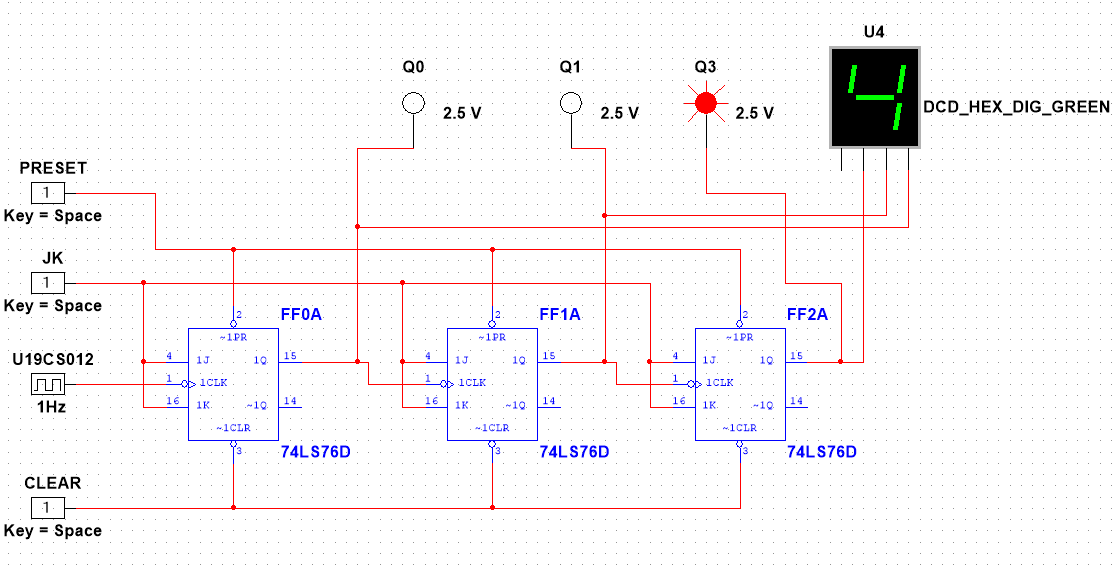 U4
Q0
Q1
Q3
2.5 V
2.5 V
2.5 V
DCD_HEX_DIG_GREEN
4
PRESET
1
Key = Space
JK
1
Key = Space
U19CS012
1Hz
CLEAR
1
Key = Space
FF0A
2
~1PR
4
1J
1Q
15
1
1CLK
16
1K
~1Q
14
~1CLR
3
74LS76D
FF1A
2
~1PR
4
1J
1Q
15
1
1CLK
16
1K
~1Q
14
~1CLR
3
74LS76D
FF2A
2
~1PR
4
1J
1Q
15
1
1CLK
16
1K
~1Q
14
~1CLR
3
74LS76D